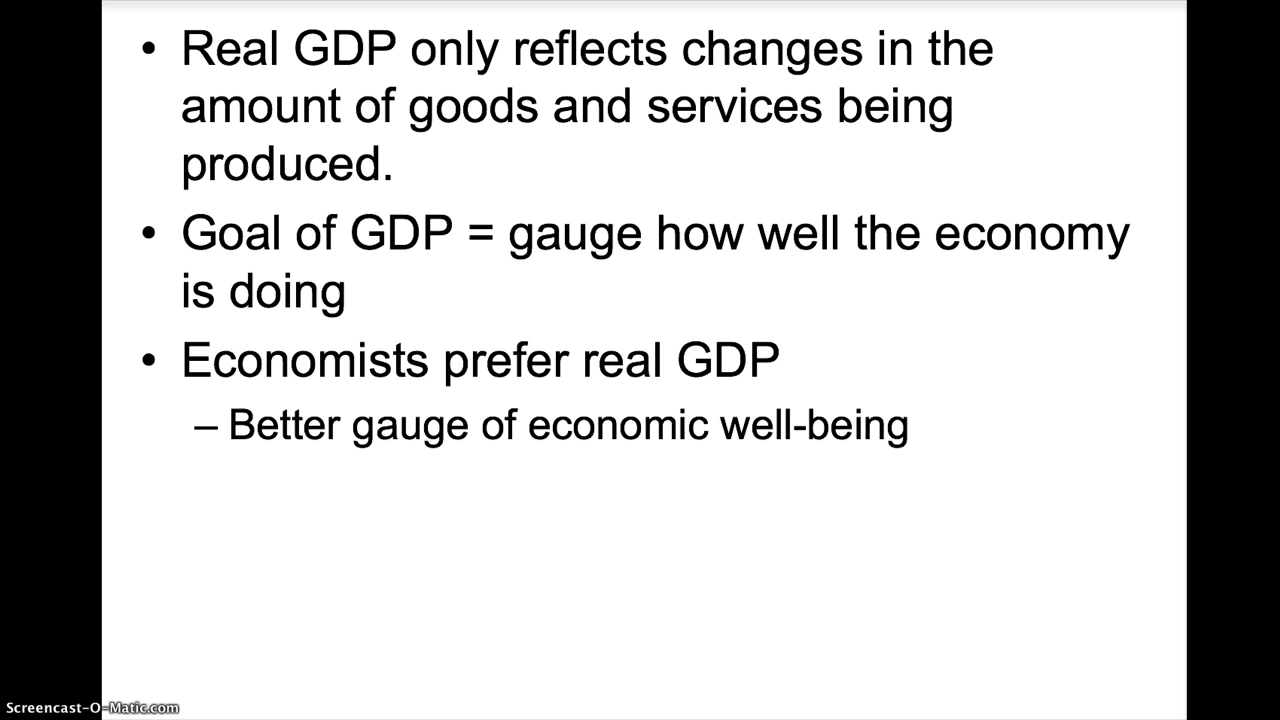 • Real GDP only reflects changes in the
amount of goods and services being
produced.
• Goal of GDP = gauge how well the economy
is doing
• Economists prefer real GDP
– Better gauge of economic well-being
Screencast-O-Matic.com